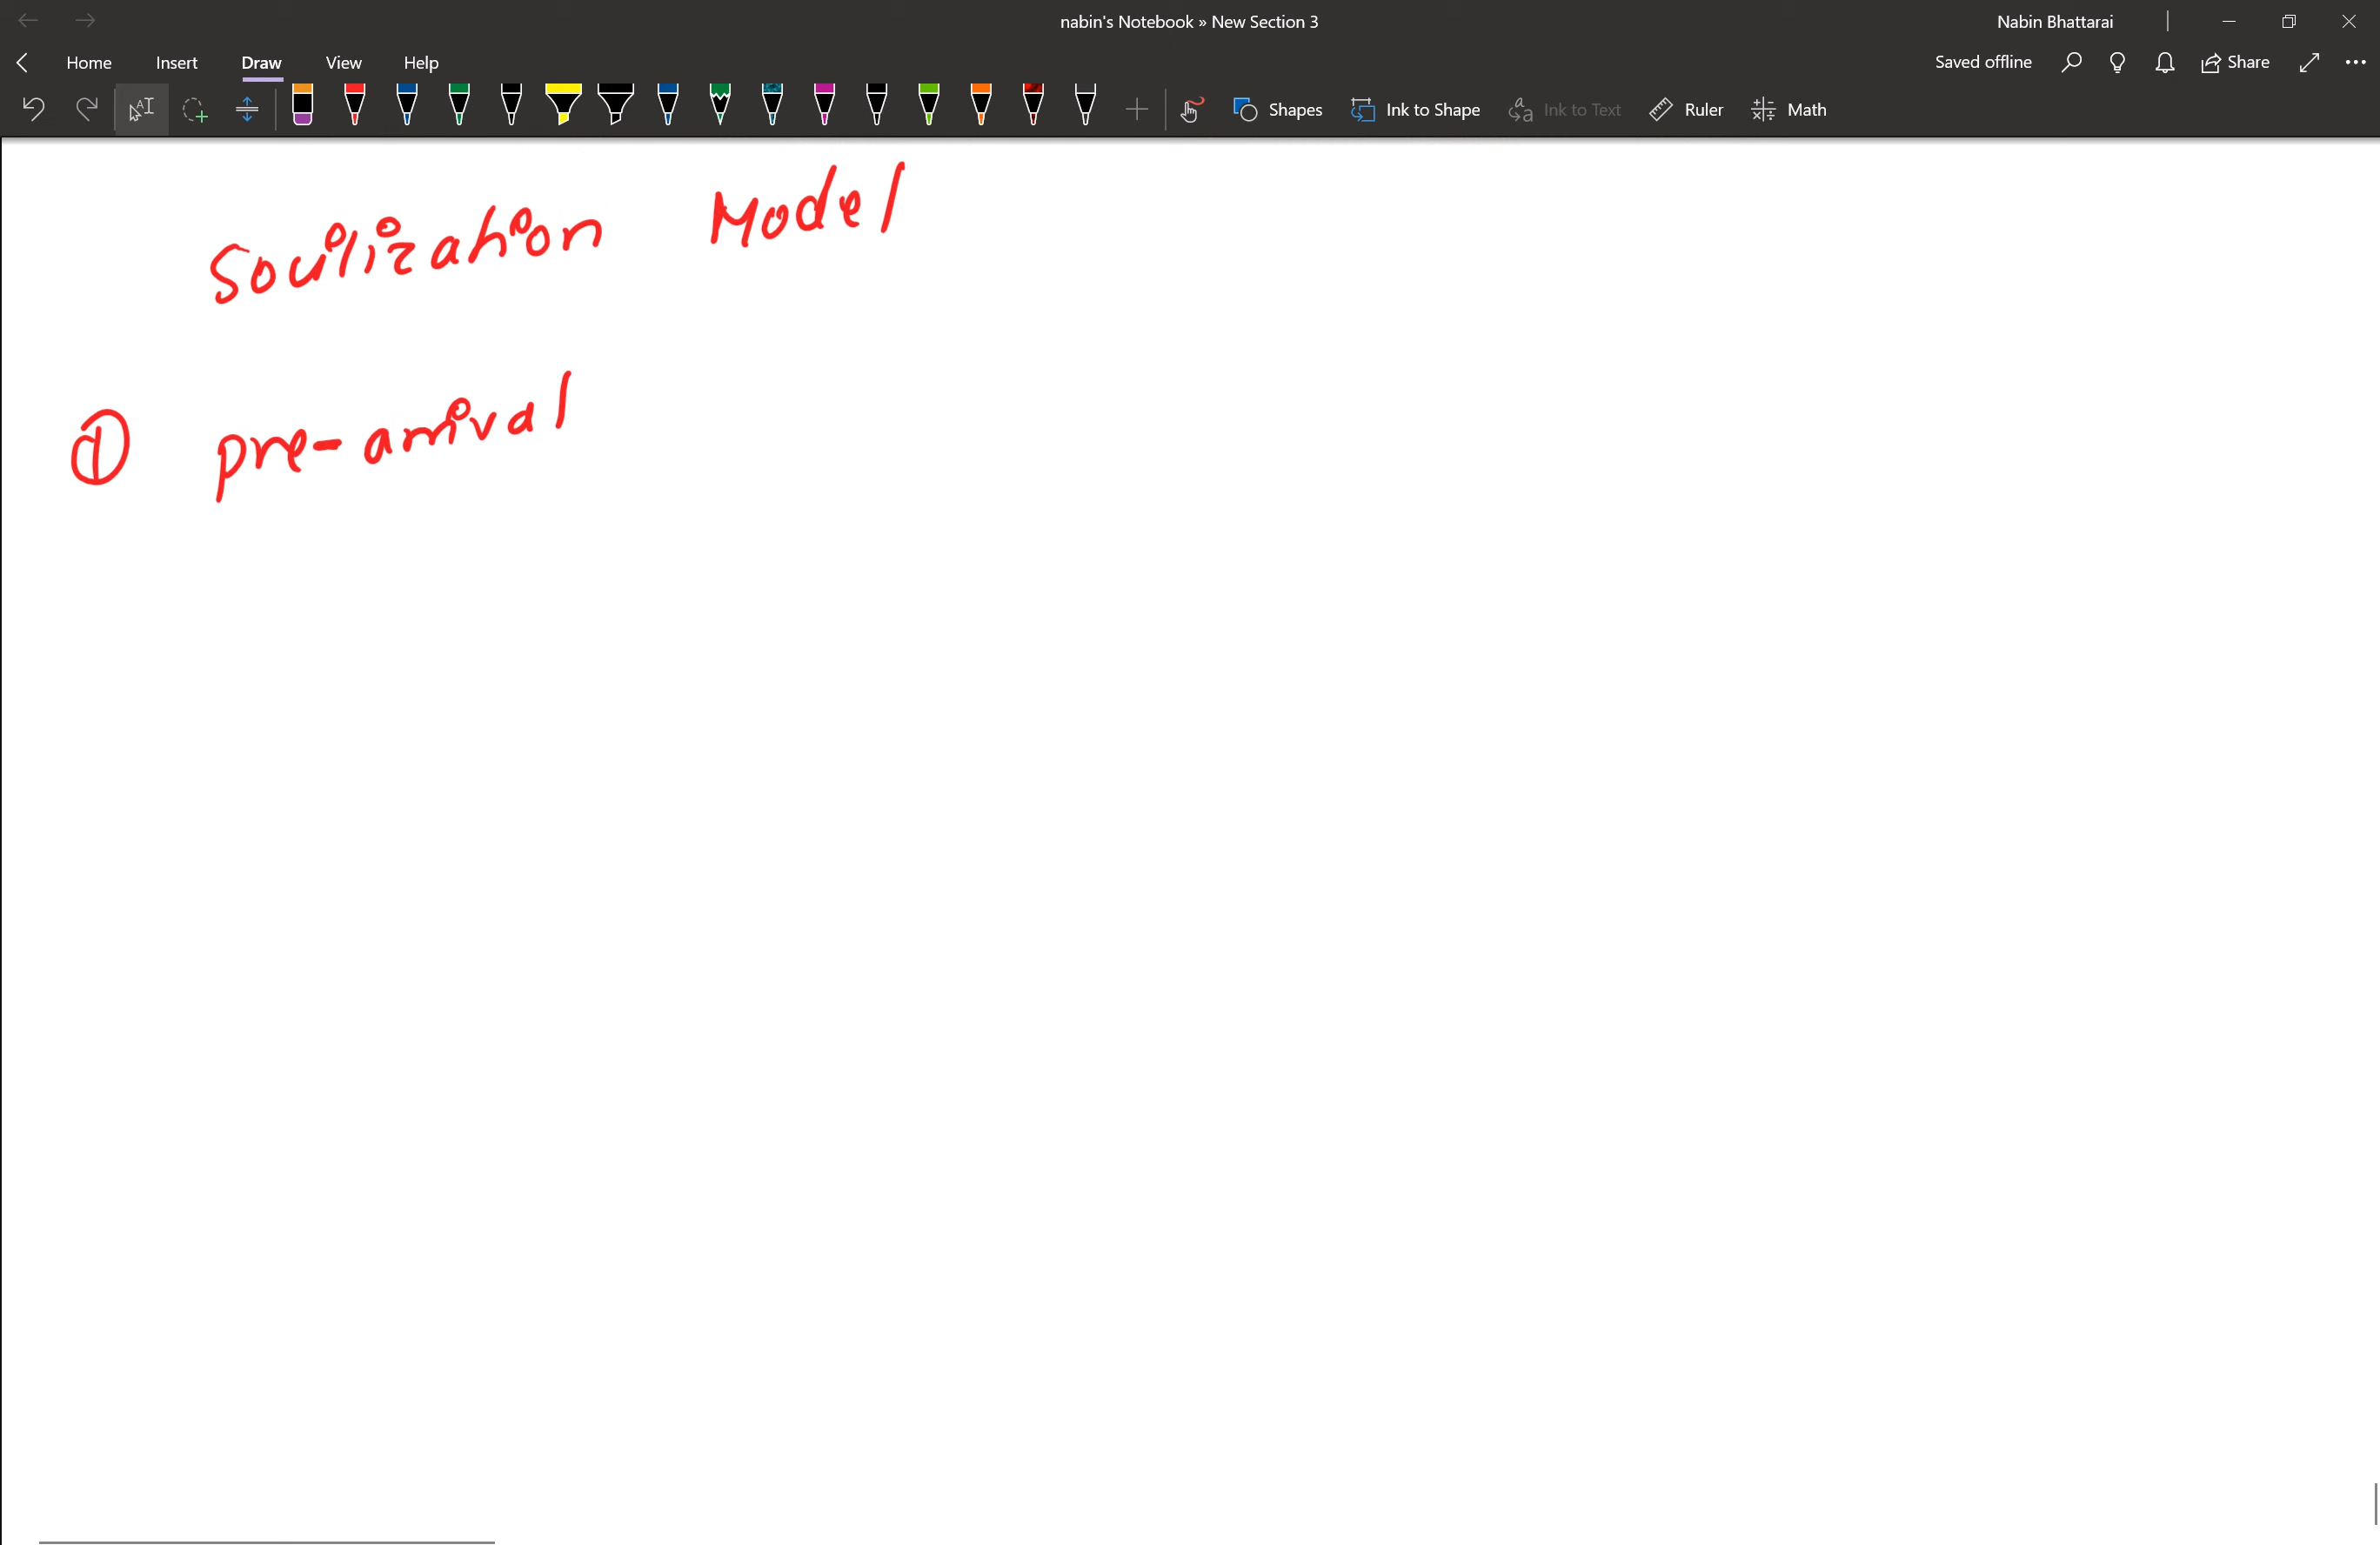 nabin's Notebook » New Section 3
Nabin Bhattarai
Home Insert Draw View Help
Saved offline
Share
Shapes
Ink to Shape
Ink to Text
Ruler
Math
Socilization Model
① pre-arrival